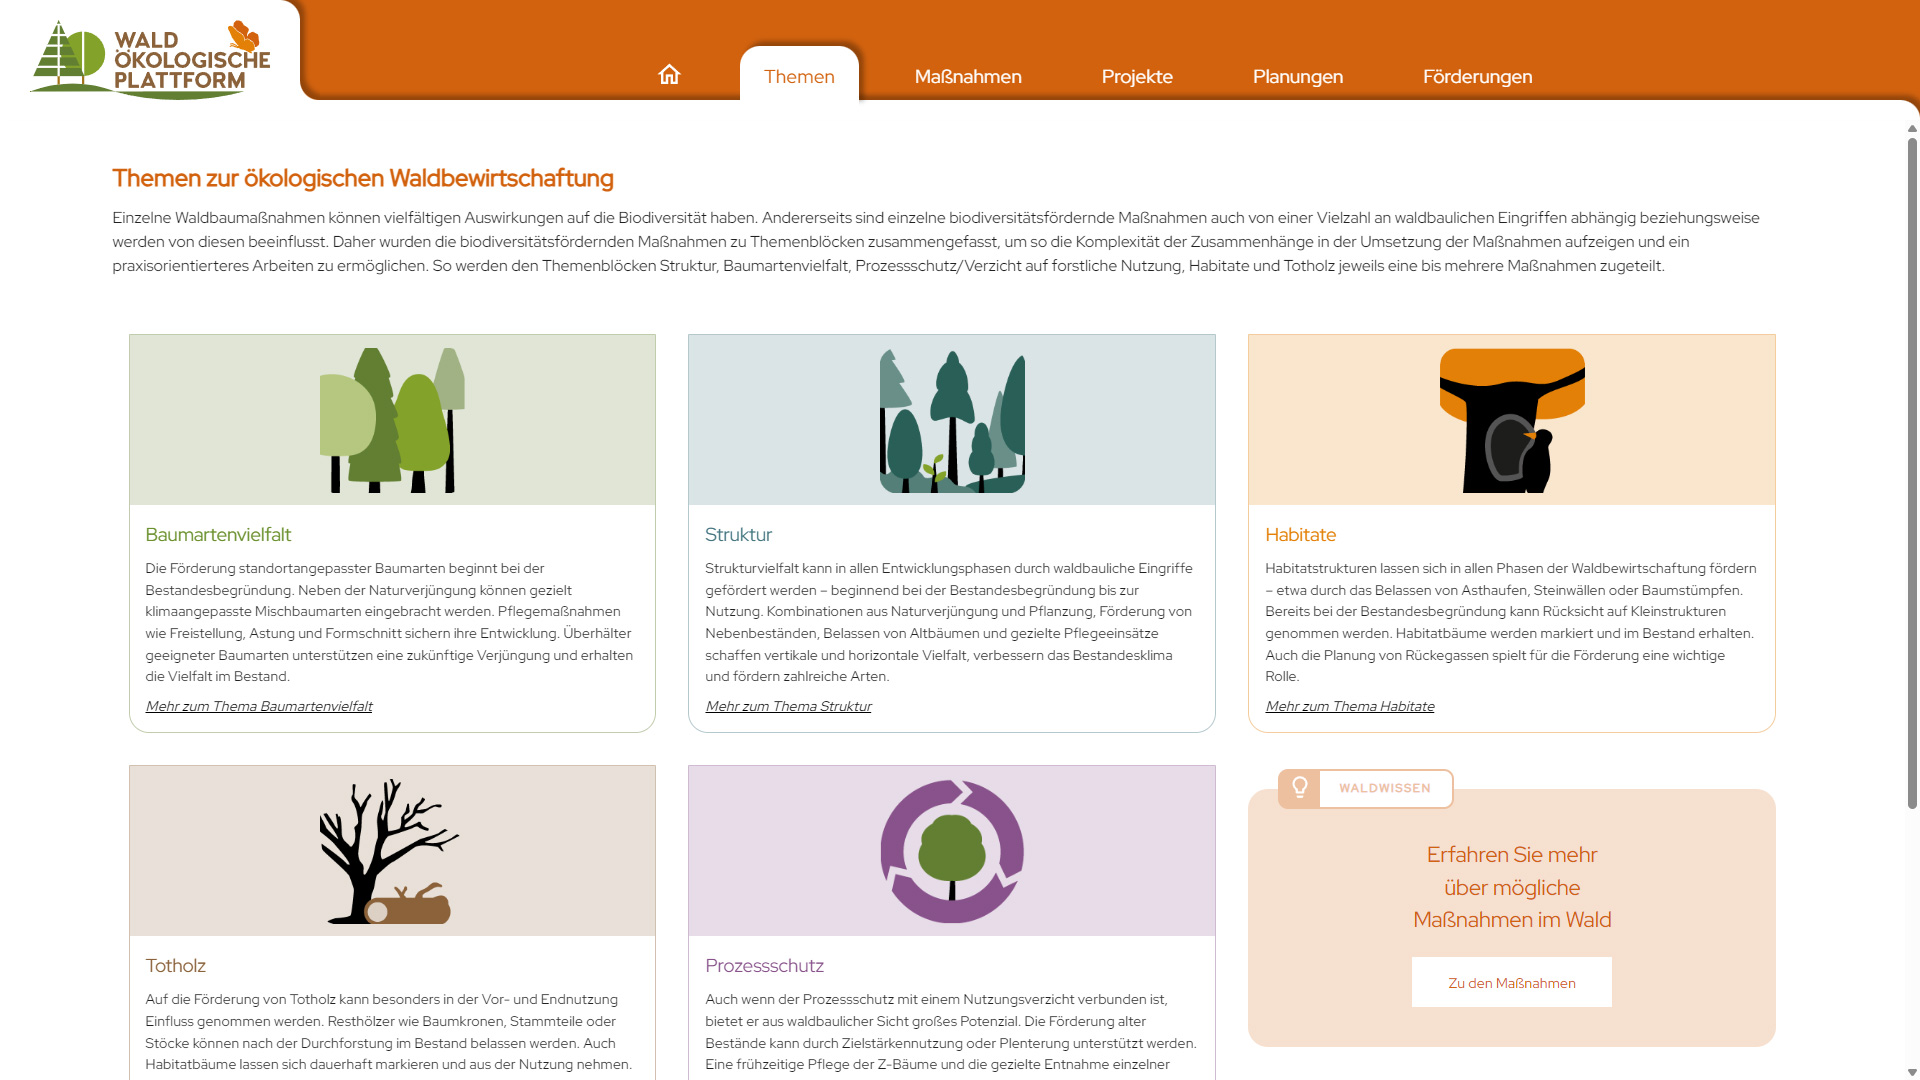 WALD
ÖKOLOGISCHE
PLATTFORM
Themen
Maßnahmen
Projekte
Planungen
Förderungen
Themen zur ökologischen Waldbewirtschaftung
Einzelne Waldbaumaßnahmen können vielfältigen Auswirkungen auf die Biodiversität haben. Andererseits sind einzelne biodiversitätsfördernde Maßnahmen auch von einer Vielzahl an waldbaulichen Eingriffen abhängig beziehungsweise
werden von diesen beeinflusst. Daher wurden die biodiversitätsfördernden Maßnahmen zu Themenblöcken zusammengefasst, um so die Komplexität der Zusammenhänge in der Umsetzung der Maßnahmen aufzeigen und ein
praxisorientierteres Arbeiten zu ermöglichen. So werden den Themenblöcken Struktur, Baumartenvielfalt, Prozessschutz/Verzicht auf forstliche Nutzung, Habitate und Totholz jeweils eine bis mehrere Maßnahmen zugeteilt.
Baumartenvielfalt
Die Förderung standortangepasster Baumarten beginnt bei der
Bestandesbegründung. Neben der Naturverjüngung können gezielt
klimaangepasste Mischbaumarten eingebracht werden. Pflegemaßnahmen
wie Freistellung, Astung und Formschnitt sichern ihre Entwicklung. Überhälter
geeigneter Baumarten unterstützen eine zukünftige Verjüngung und erhalten
die Vielfalt im Bestand.
Mehr zum Thema Baumartenvielfalt
Struktur
Strukturvielfalt kann in allen Entwicklungsphasen durch waldbauliche Eingriffe
gefördert werden – beginnend bei der Bestandesbegründung bis zur
Nutzung. Kombinationen aus Naturverjüngung und Pflanzung, Förderung von
Nebenbeständen, Belassen von Altbäumen und gezielte Pflegeeinsätze
schaffen vertikale und horizontale Vielfalt, verbessern das Bestandesklima
und fördern zahlreiche Arten.
Mehr zum Thema Struktur
Habitate
Habitatstrukturen lassen sich in allen Phasen der Waldbewirtschaftung fördern
– etwa durch das Belassen von Asthaufen, Steinwällen oder Baumstümpfen.
Bereits bei der Bestandesbegründung kann Rücksicht auf Kleinstrukturen
genommen werden. Habitatbäume werden markiert und im Bestand erhalten.
Auch die Planung von Rückegassen spielt für die Förderung eine wichtige
Rolle.
Mehr zum Thema Habitate
Totholz
Auf die Förderung von Totholz kann besonders in der Vor- und Endnutzung
Einfluss genommen werden. Resthölzer wie Baumkronen, Stammteile oder
Stöcke können nach der Durchforstung im Bestand belassen werden. Auch
Habitatbäume lassen sich dauerhaft markieren und aus der Nutzung nehmen.
Prozessschutz
Auch wenn der Prozessschutz mit einem Nutzungsverzicht verbunden ist,
bietet er aus waldbaulicher Sicht großes Potenzial. Die Förderung alter
Bestände kann durch Zielstärkennutzung oder Plenterung unterstützt werden.
Eine frühzeitige Pflege der Z-Bäume und die gezielte Entnahme einzelner
WALDWISSEN
Erfahren Sie mehr
über mögliche
Maßnahmen im Wald
Zu den Maßnahmen